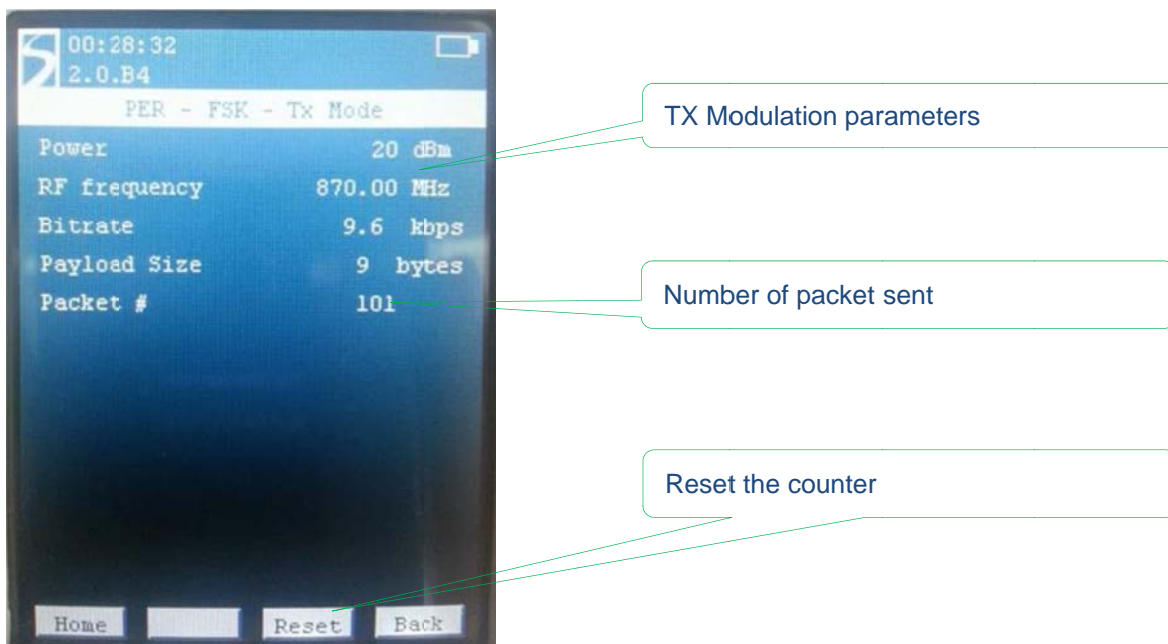 00:28:32
2.0.B4
PER - FSK - Tx Mode
Power 20 dBm
RF frequency 870.00 MHz
Bitrate 9.6 kbps
Payload Size 9 bytes
Packet # 101
Home Reset Back
TX Modulation parameters
Number of packet sent
Reset the counter